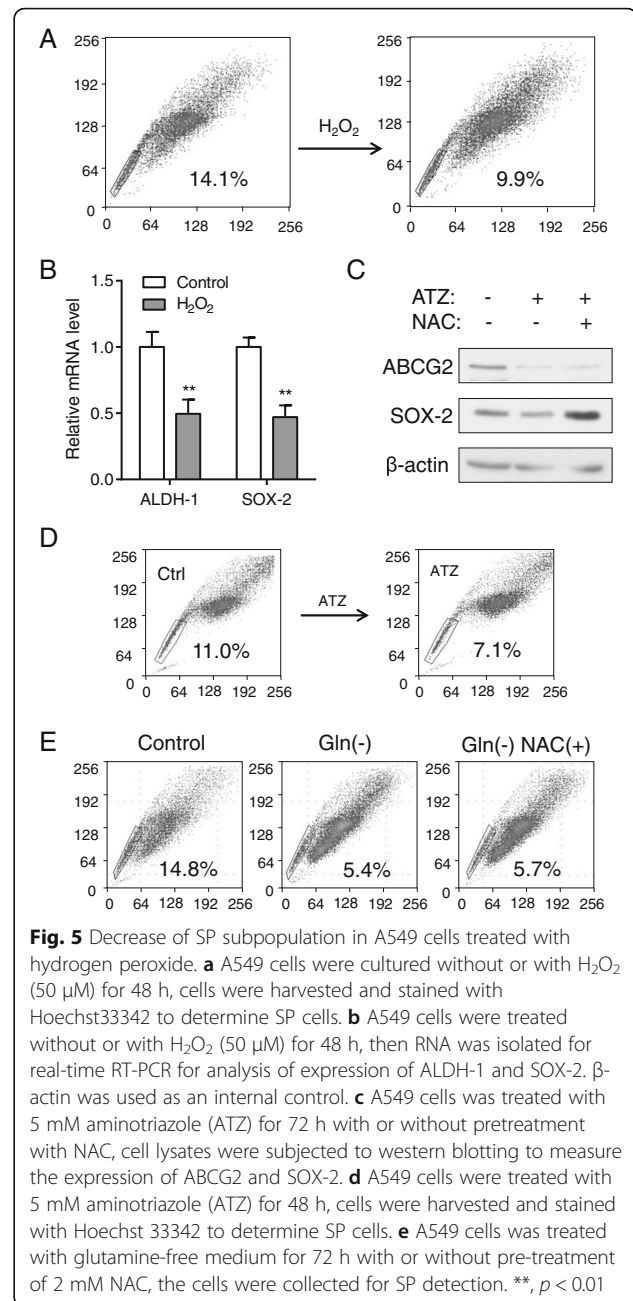 A
256
192
128
64
0
14.1%
0 64 128 192 256
H₂O₂
256
192
128
64
0
9.9%
0 64 128 192 256
B
Relative mRNA level
1.5
1.0
0.5
0.0
Control
H₂O₂
**
**
ALDH-1 SOX-2
C
ATZ: - + +
NAC: - - +
ABCG2
SOX-2
β-actin
D
256
192
128
64
0
Ctrl
11.0%
0 64 128 192 256
ATZ
256
192
128
64
0
ATZ
7.1%
0 64 128 192 256
E
Control
256
192
128
64
0
14.8%
0 64 128 192 256
Gln(-)
256
192
128
64
0
5.4%
0 64 128 192 256
Gln(-) NAC(+)
256
192
128
64
0
5.7%
0 64 128 192 256
Fig. 5 Decrease of SP subpopulation in A549 cells treated with
hydrogen peroxide. a A549 cells were cultured without or with H₂O₂
(50 μM) for 48 h, cells were harvested and stained with
Hoechst33342 to determine SP cells. b A549 cells were treated
without or with H₂O₂ (50 μM) for 48 h, then RNA was isolated for
real-time RT-PCR for analysis of expression of ALDH-1 and SOX-2. β-
actin was used as an internal control. c A549 cells was treated with
5 mM aminotriazole (ATZ) for 72 h with or without pretreatment
with NAC, cell lysates were subjected to western blotting to measure
the expression of ABCG2 and SOX-2. d A549 cells were treated with
5 mM aminotriazole (ATZ) for 48 h, cells were harvested and stained
with Hoechst 33342 to determine SP cells. e A549 cells was treated
with glutamine-free medium for 72 h with or without pre-treatment
of 2 mM NAC, the cells were collected for SP detection. **, p < 0.01